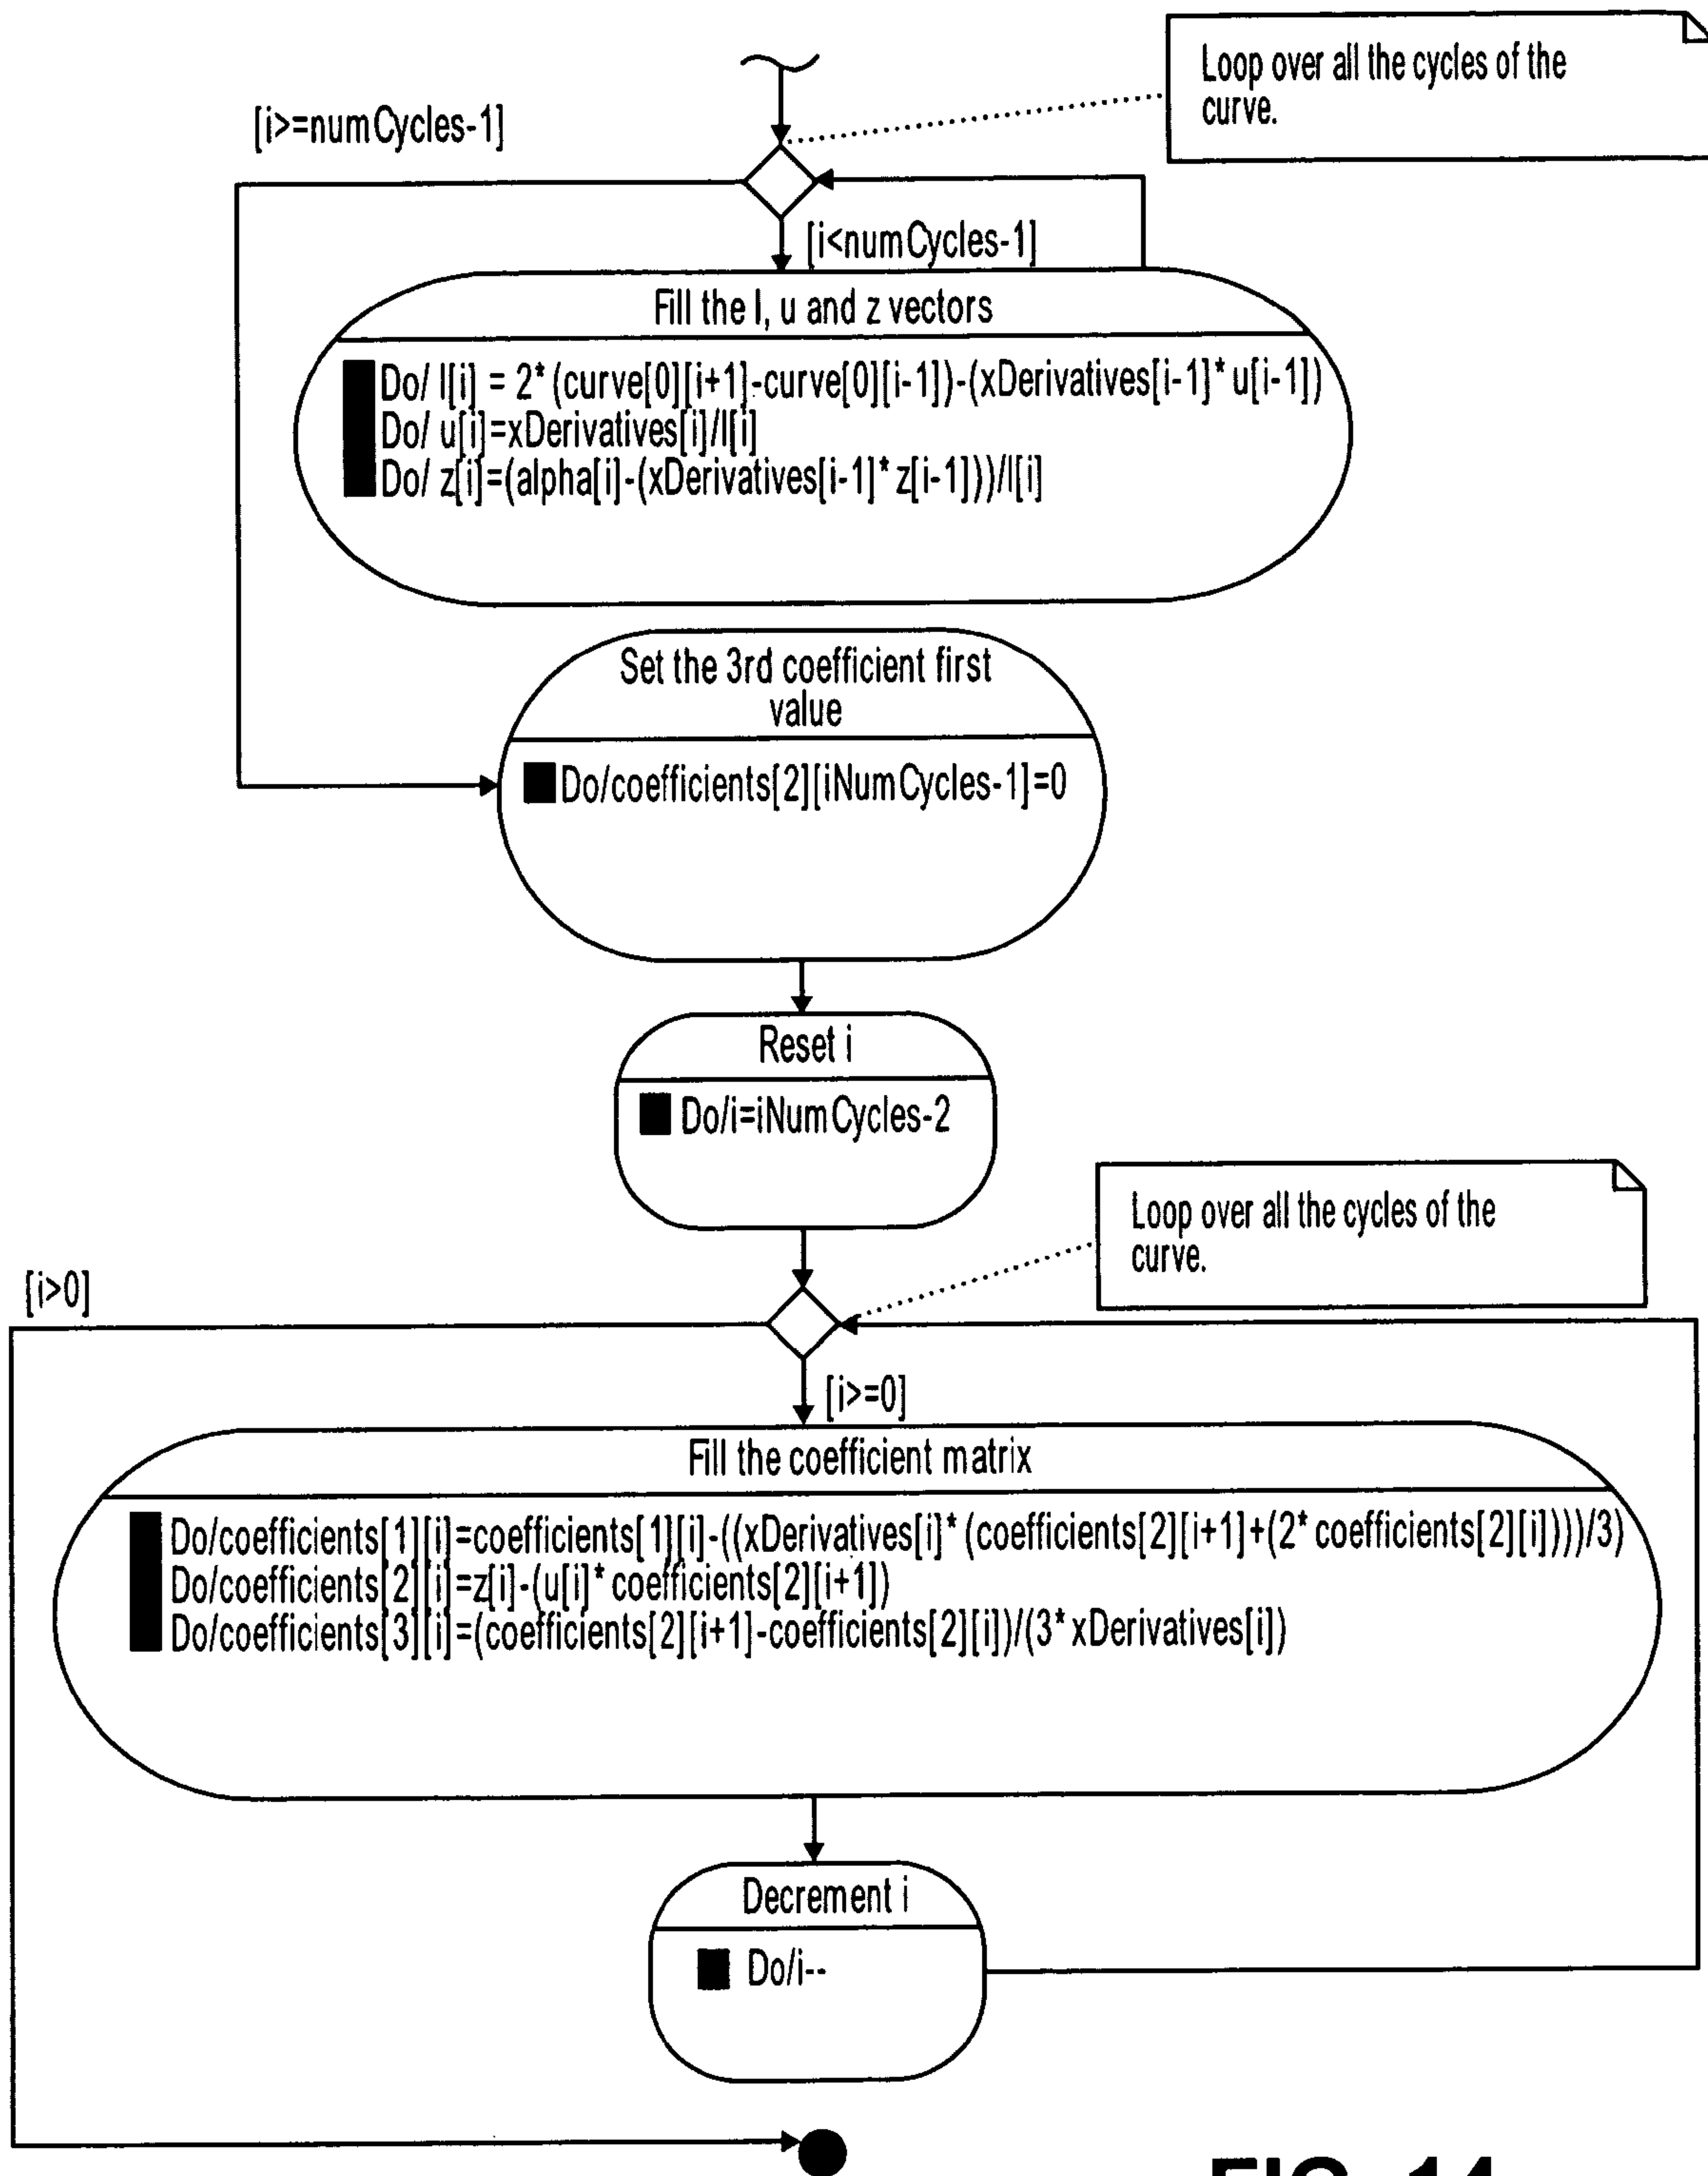 Loop over all the cycles of the
curve.
[i>=numCycles-1]
[i<numCycles-1]
Fill the l, u and z vectors
Do/ l[i] = 2* (curve[0][i+1]-curve[0][i-1])-(xDerivatives[i-1]* u[i-1])
Do/ u[i]=xDerivatives[i]/l[i]
Do/ z[i]=(alpha[i]-(xDerivatives[i-1]* z[i-1]))/l[i]
Set the 3rd coefficient first
value
Do/coefficients[2][iNumCycles-1]=0
Reset i
Do/i=iNumCycles-2
Loop over all the cycles of the
curve.
[i>0]
[i>=0]
Fill the coefficient matrix
Do/coefficients[1][i]=coefficients[1][i]-((xDerivatives[i]* (coefficients[2][i+1]+(2* coefficients[2][i])))/3)
Do/coefficients[2][i]=z[i]-(u[i]* coefficients[2][i+1])
Do/coefficients[3][i]=(coefficients[2][i+1]-coefficients[2][i])/(3* xDerivatives[i])
Decrement i
Do/i--
FIG. 14